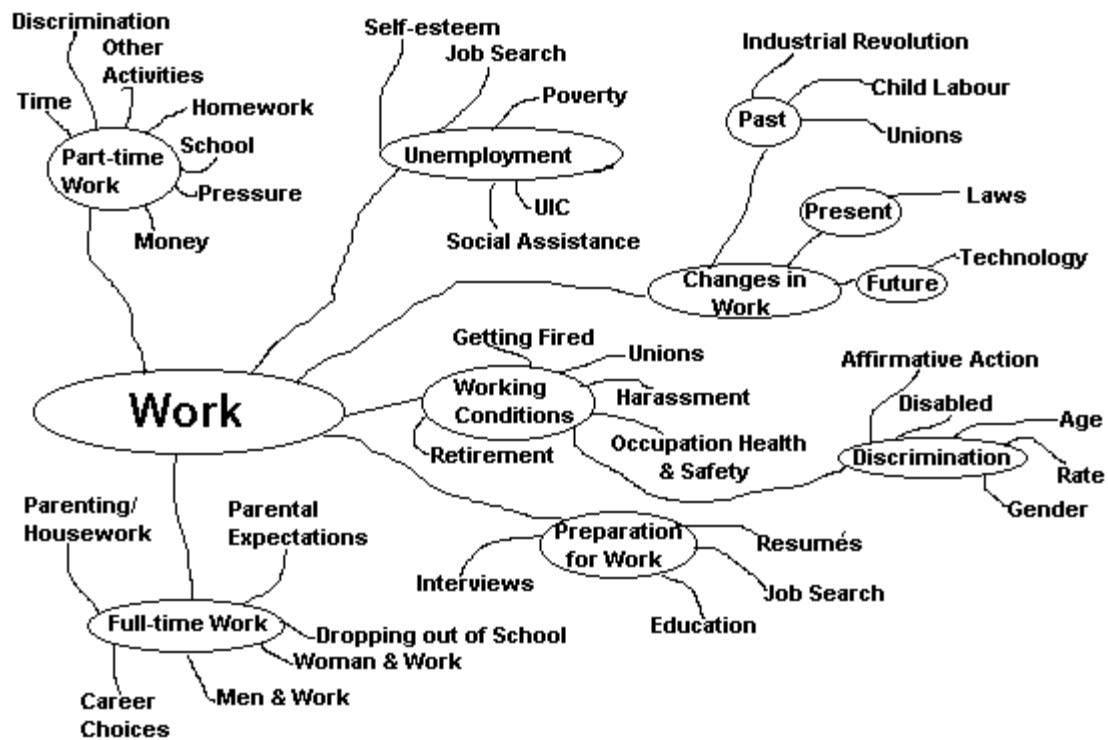 Discrimination
Other
Activities
Time
Homework
School
Part-time
Work
Pressure
Money
Self-esteem
Job Search
Poverty
Unemployment
UIC
Social Assistance
Industrial Revolution
Child Labour
Past
Unions
Laws
Present
Technology
Future
Changes in
Work
Work
Getting Fired
Unions
Working
Conditions
Harassment
Retirement
Occupation Health
& Safety
Affirmative Action
Disabled
Age
Discrimination
Rate
Gender
Preparation
for Work
Resumés
Interviews
Job Search
Education
Parenting/
Housework
Parental
Expectations
Full-time Work
Dropping out of School
Woman & Work
Men & Work
Career
Choices